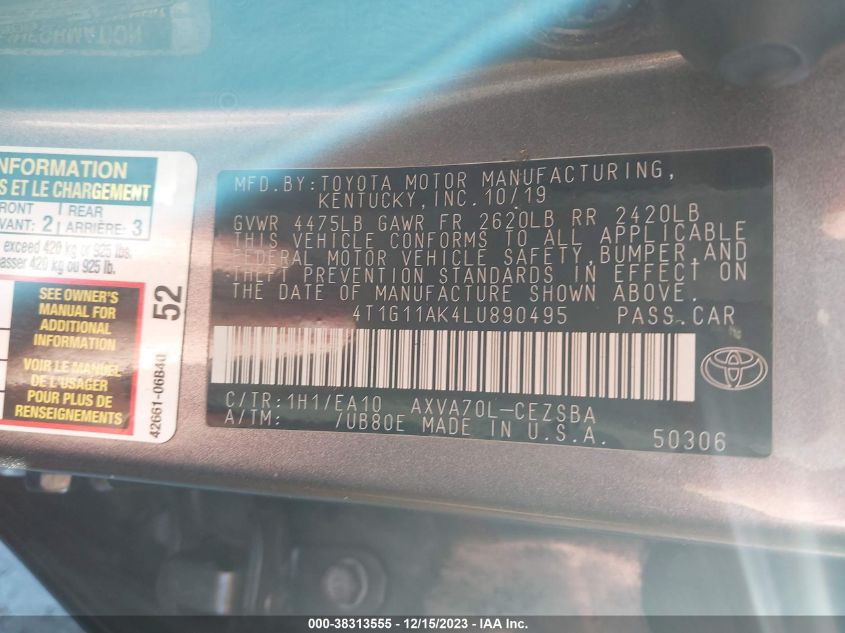 INFORMATION
S ET LE CHARGEMENT
FRONT
VANT: 2
REAR
ARRIÈRE: 3
exceed 420 kg or 925 lbs.
passer 420 kg ou 925 lb.
SEE OWNER'S
MANUAL FOR
ADDITIONAL
INFORMATION
VOIR LE MANUEL
DE L'USAGER
POUR PLUS DE
RENSEIGNEMENTS
52
42661-06B40
MFD.BY:TOYOTA MOTOR MANUFACTURING,
KENTUCKY, INC.10/19
GVWR 4475LB GAWR FR 2620LB RR 2420LB
THIS VEHICLE CONFORMS TO ALL APPLICABLE
FEDERAL MOTOR VEHICLE SAFETY,BUMPER,AND
THEFT PREVENTION STANDARDS IN EFFECT ON
THE DATE OF MANUFACTURE SHOWN ABOVE.
4T1G11AK4LU890495 PASS.CAR
C/TR:1H1/EA10 AXVA70L-CEZSBA
A/TM: /UB80E MADE IN U.S.A. 50306
000-38313555 - 12/15/2023 - IAA Inc.